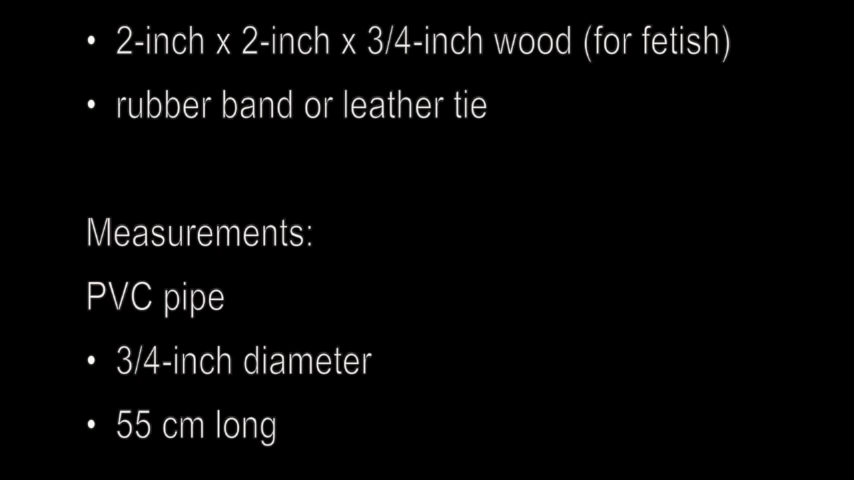 • 2-inch x 2-inch x 3/4-inch wood (for fetish)
• rubber band or leather tie
Measurements:
PVC pipe
• 3/4-inch diameter
• 55 cm long